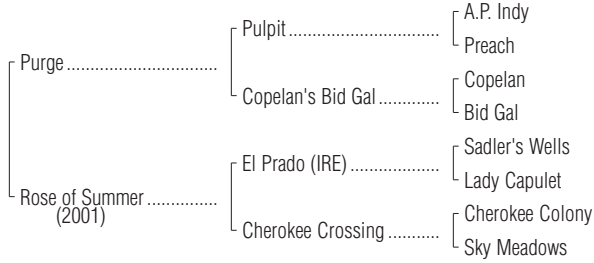 A.P. Indy
Pulpit
Preach
Purge
Copelan
Copelan's Bid Gal
Bid Gal
Sadler's Wells
El Prado (IRE)
Lady Capulet
Rose of Summer
(2001)
Cherokee Colony
Cherokee Crossing
Sky Meadows